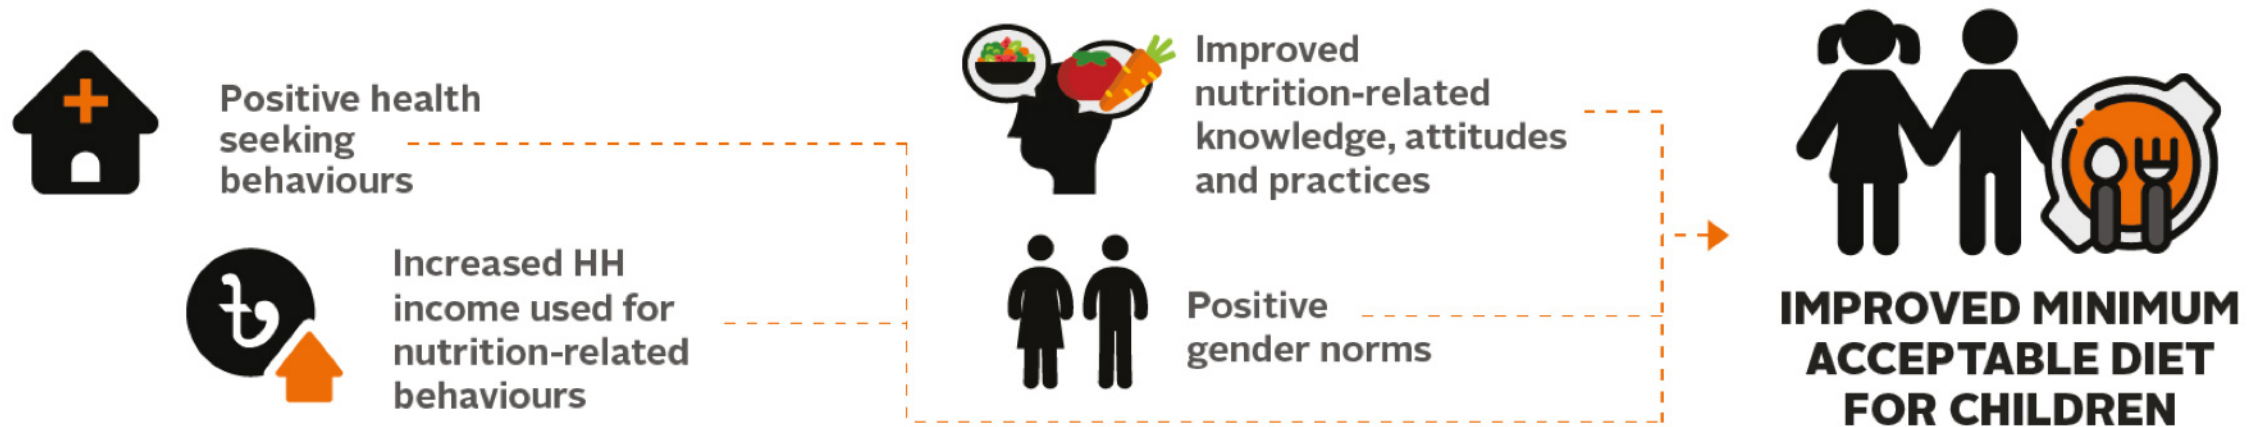 Positive health
seeking
behaviours
Increased HH
income used for
nutrition-related
behaviours
Improved
nutrition-related
knowledge, attitudes
and practices
Positive
gender norms
IMPROVED MINIMUM
ACCEPTABLE DIET
FOR CHILDREN